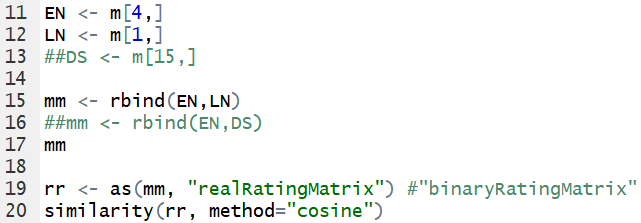 11 EN <- m[4,]
12 LN <- m[1,]
13 ##DS <- m[15,]
14
15 mm <- rbind(EN,LN)
16 ##mm <- rbind(EN,DS)
17 mm
18
19 rr <- as(mm, "realRatingMatrix") #"binaryRatingMatrix"
20 similarity(rr, method="cosine")